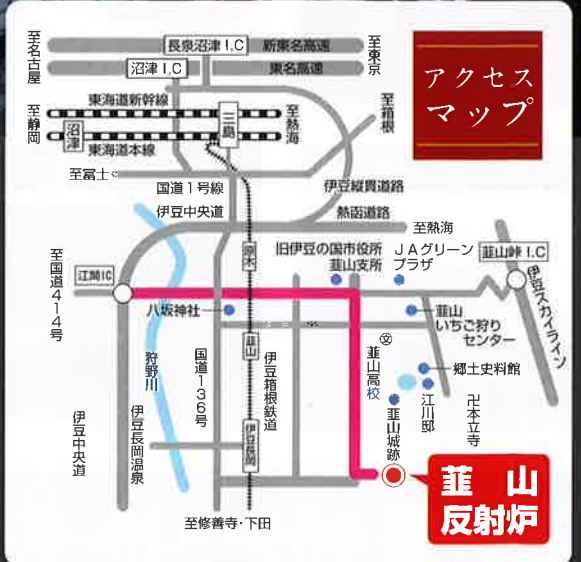 至名古屋
長泉沼津I.C
新東名高速
沼津I.C
東名高速
至東京
アクセス
マップ
至静岡
東海道新幹線
沼津
三島
東海道本線
至熱海
至箱根
至富士
国道1号線
伊豆縦貫道路
伊豆中央道
熱函道路
至熱海
至国道414号
江間IC
原木
旧伊豆の国市役所
韮山支所
JAグリーン
プラザ
韮山峠I.C
伊豆スカイライン
八坂神社
韮山
いちご狩り
センター
狩野川
国道136号
韮山
伊豆箱根鉄道
韮山高校
文
郷土史料館
江川邸
韮山城跡
卍本立寺
伊豆中央道
伊豆長岡温泉
伊豆長岡
韮山
反射炉
至修善寺・下田